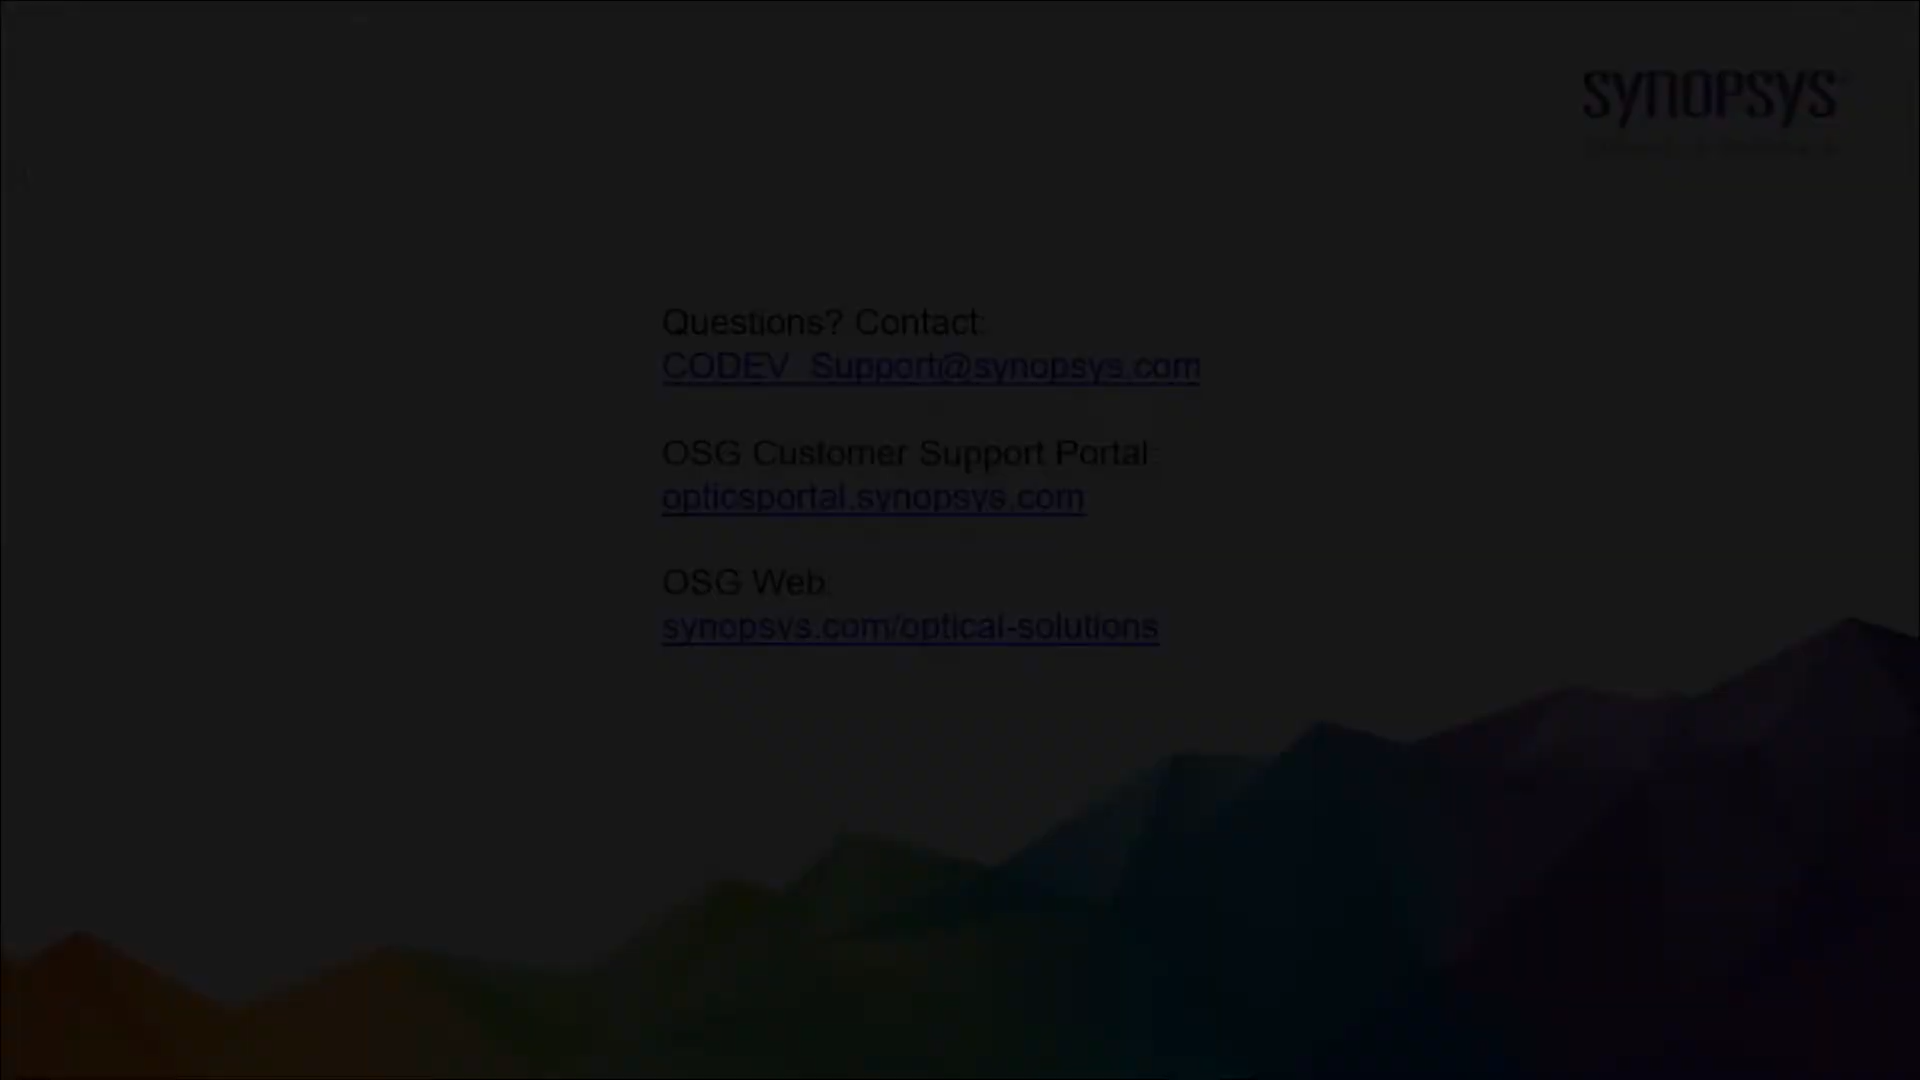 SYNOPSYS
Questions? Contact:
CODEV_Support@synopsys.com
OSG Customer Support Portal:
opticsportal.synopsys.com
OSG Web
synopsys.com/optical-solutions